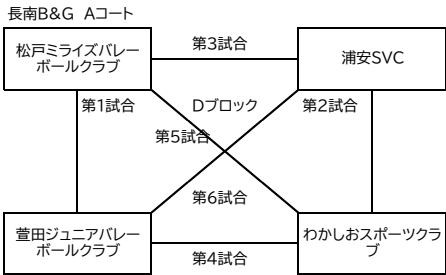 長南B&G Aコート
松戸ミライズバレー
ボールクラブ
第3試合
浦安SVC
第1試合
Dブロック
第2試合
第5試合
第6試合
萱田ジュニアバレー
ボールクラブ
わかしおスポーツクラ
ブ
第4試合